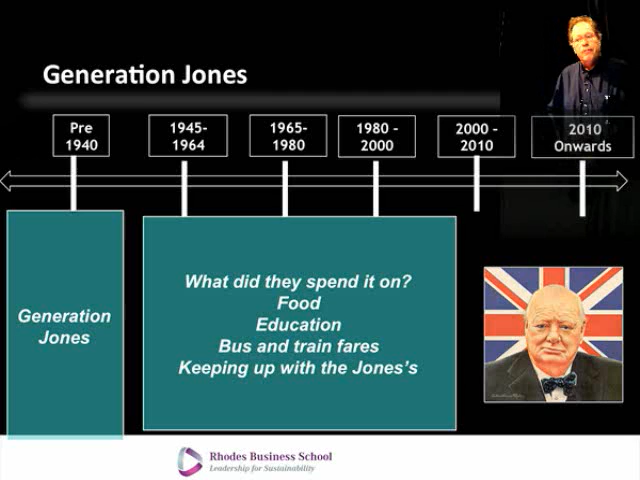 Generation Jones
Pre
1940
1945-
1964
1965-
1980
1980 -
2000
2000 -
2010
2010
Onwards
Generation
Jones
What did they spend it on?
Food
Education
Bus and train fares
Keeping up with the Jones's
Rhodes Business School
Leadership for Sustainability